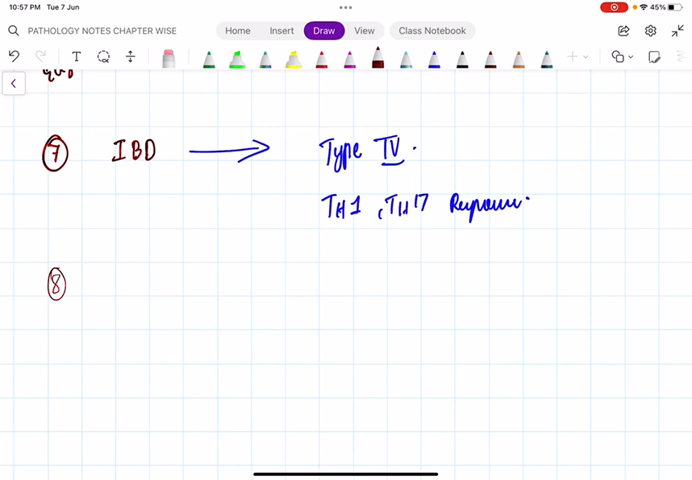 10:57 PM Tue 7 Jun
45%
PATHOLOGY NOTES CHAPTER WISE
Home Insert Draw View Class Notebook
T
7 IBD → Type IV.
TH1, TH17 Response.
8